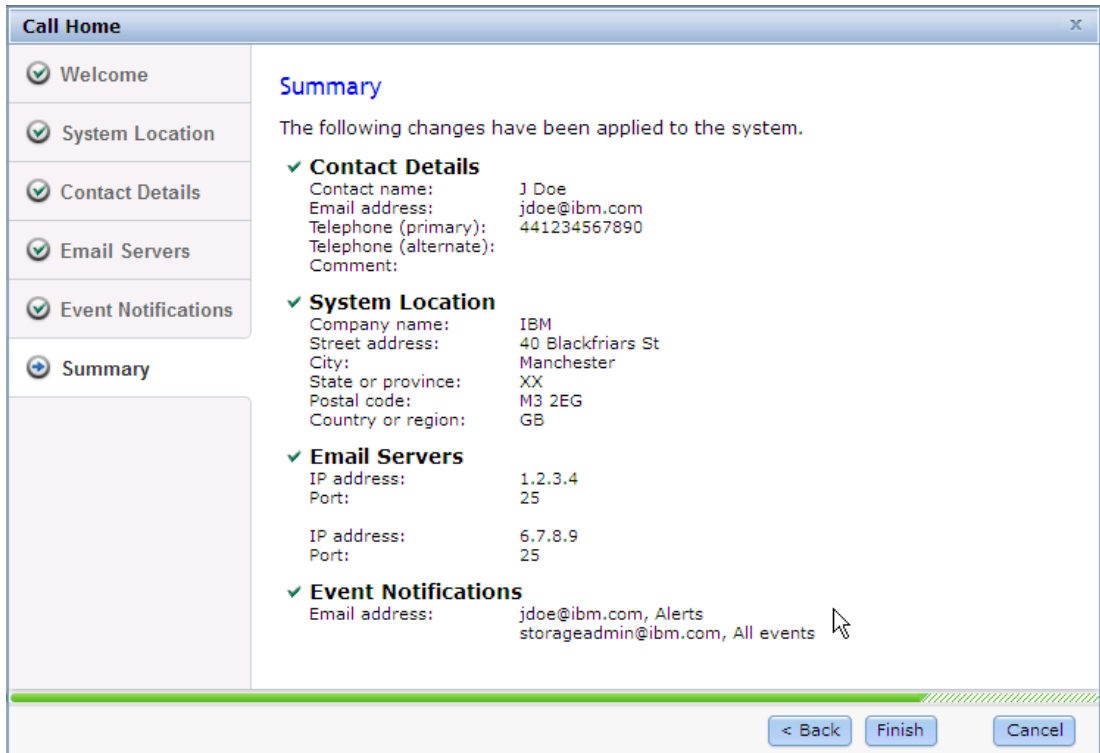 Call Home
x
Welcome
System Location
Contact Details
Email Servers
Event Notifications
Summary
Summary
The following changes have been applied to the system.
Contact Details
Contact name: J Doe
Email address: jdoe@ibm.com
Telephone (primary): 441234567890
Telephone (alternate):
Comment:
System Location
Company name: IBM
Street address: 40 Blackfriars St
City: Manchester
State or province: XX
Postal code: M3 2EG
Country or region: GB
Email Servers
IP address: 1.2.3.4
Port: 25
IP address: 6.7.8.9
Port: 25
Event Notifications
Email address: jdoe@ibm.com, Alerts
storageadmin@ibm.com, All events
< Back Finish Cancel